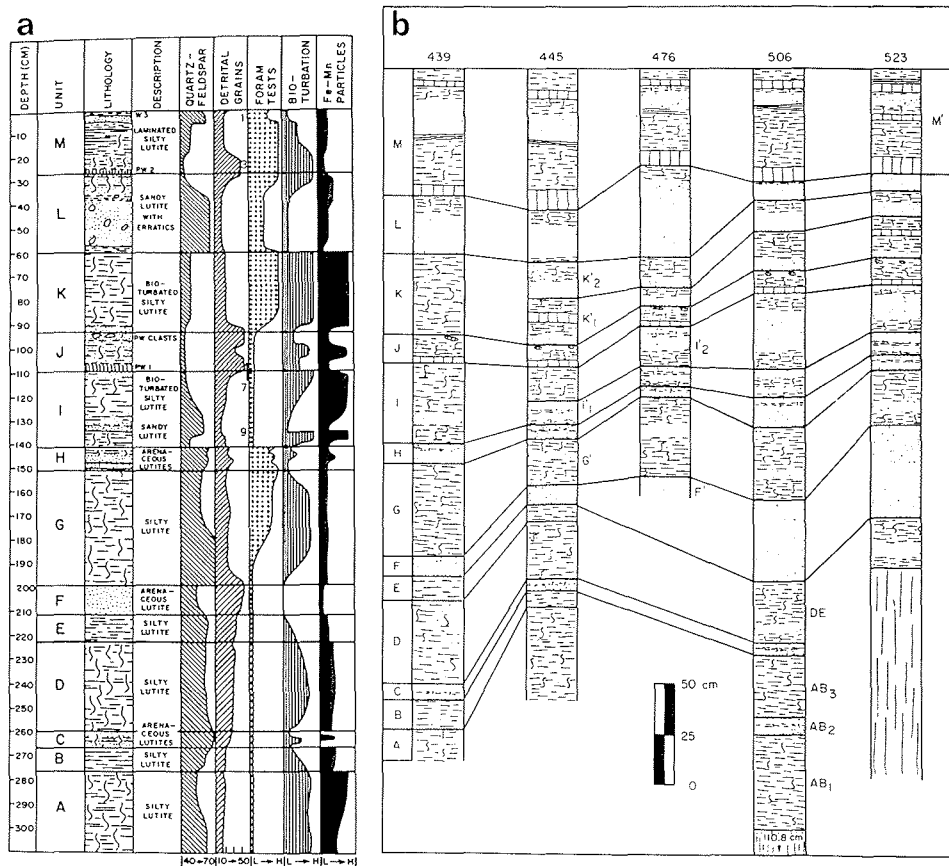 a
DEPTH (CM)
UNIT
LITHOLOGY
DESCRIPTION
QUARTZ-
FELDSPAR
DETRITAL
GRAINS
FORAM
TESTS
BIO-
TURBATION
Fe-Mn
PARTICLES
W3
1
LAMINATED
SILTY
LUTITE
-10
M
-20
PW 2
-30
L
SANDY
LUTITE
WITH
ERRATICS
-40
-50
-60
K
BIO-
TURBATED
SILTY
LUTITE
-70
-80
-90
PW CLASTS
-100
J
PW 1
-110
7
BIO-
TURBATED
SILTY
LUTITE
-120
I
-130
SANDY
LUTITE
9
-140
H
ARENA-
CEOUS
LUTITES
-150
-160
G
SILTY
LUTITE
-170
-180
-190
-200
F
ARENA-
CEOUS
LUTITE
-210
E
SILTY
LUTITE
-220
-230
D
SILTY
LUTITE
-240
-250
ARENA-
CEOUS
LUTITES
-260
C
-270
B
SILTY
LUTITE
-280
A
SILTY
LUTITE
-290
-300
40→70 10→50 L→H L→H L→H
b
439 445 476 506 523
M
M'
L
K
K'2
K'1
J
I'2
I
I'1
H
G'
G
F'
F
E
DE
D
AB3
C
AB2
B
A
AB1
50 cm
25
0
110.8 cm